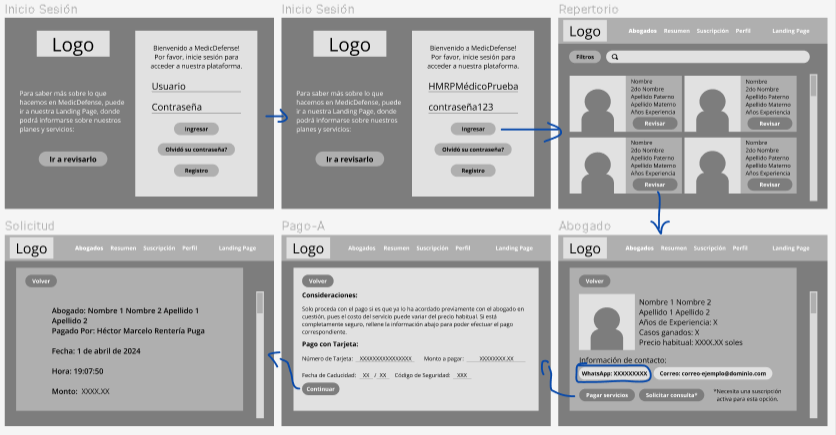 Inicio Sesión
Logo
Para saber más sobre lo que
hacemos en MedicDefense, puede
ir a nuestra Landing Page, donde
podrá informarse sobre nuestros
planes y servicios:
Ir a revisarlo
Bienvenido a MedicDefense!
Por favor, inicie sesión para
acceder a nuestra plataforma.
Usuario
Contraseña
Ingresar
Olvidó su contraseña?
Registro
Inicio Sesión
Logo
Para saber más sobre lo que
hacemos en MedicDefense, puede
ir a nuestra Landing Page, donde
podrá informarse sobre nuestros
planes y servicios:
Ir a revisarlo
Bienvenido a MedicDefense!
Por favor, inicie sesión para
acceder a nuestra plataforma.
HMRPMédicoPrueba
contraseña123
Ingresar
Olvidó su contraseña?
Registro
Repertorio
Logo
Abogados Resumen Suscripción Perfil Landing Page
Filtros
Nombre
2do Nombre
Apellido Paterno
Apellido Materno
Años Experiencia
Revisar
Nombre
2do Nombre
Apellido Paterno
Apellido Materno
Años Experiencia
Revisar
Nombre
2do Nombre
Apellido Paterno
Apellido Materno
Años Experiencia
Revisar
Nombre
2do Nombre
Apellido Paterno
Apellido Materno
Años Experiencia
Revisar
Solicitud
Logo
Abogados Resumen Suscripción Perfil Landing Page
Volver
Abogado: Nombre 1 Nombre 2 Apellido 1
Apellido 2
Pagado Por: Héctor Marcelo Rentería Puga
Fecha: 1 de abril de 2024
Hora: 19:07:50
Monto: XXXX.XX
Pago-A
Logo
Abogados Resumen Suscripción Perfil Landing Page
Volver
Consideraciones:
Solo proceda con el pago si es que ya lo ha acordado previamente con el abogado en
cuestión, pues el costo del servicio puede variar del precio habitual. Si está
completamente seguro, rellene la información abajo para poder efectuar el pago
correspondiente.
Pago con Tarjeta:
Número de Tarjeta: XXXXXXXXXXXXXXXX Monto a pagar: XXXXXXXX.XX
Fecha de Caducidad: XX / XX Código de Seguridad: XXX
Continuar
Abogado
Logo
Abogados Resumen Suscripción Perfil Landing Page
Volver
Nombre 1 Nombre 2
Apellido 1 Apellido 2
Años de Experiencia: X
Casos ganados: X
Precio habitual: XXXX.XX soles
Información de contacto:
WhatsApp: XXXXXXXXX Correo: correo-ejemplo@dominio.com
Pagar servicios Solicitar consulta*
*Necesita una suscripción
activa para esta opción.